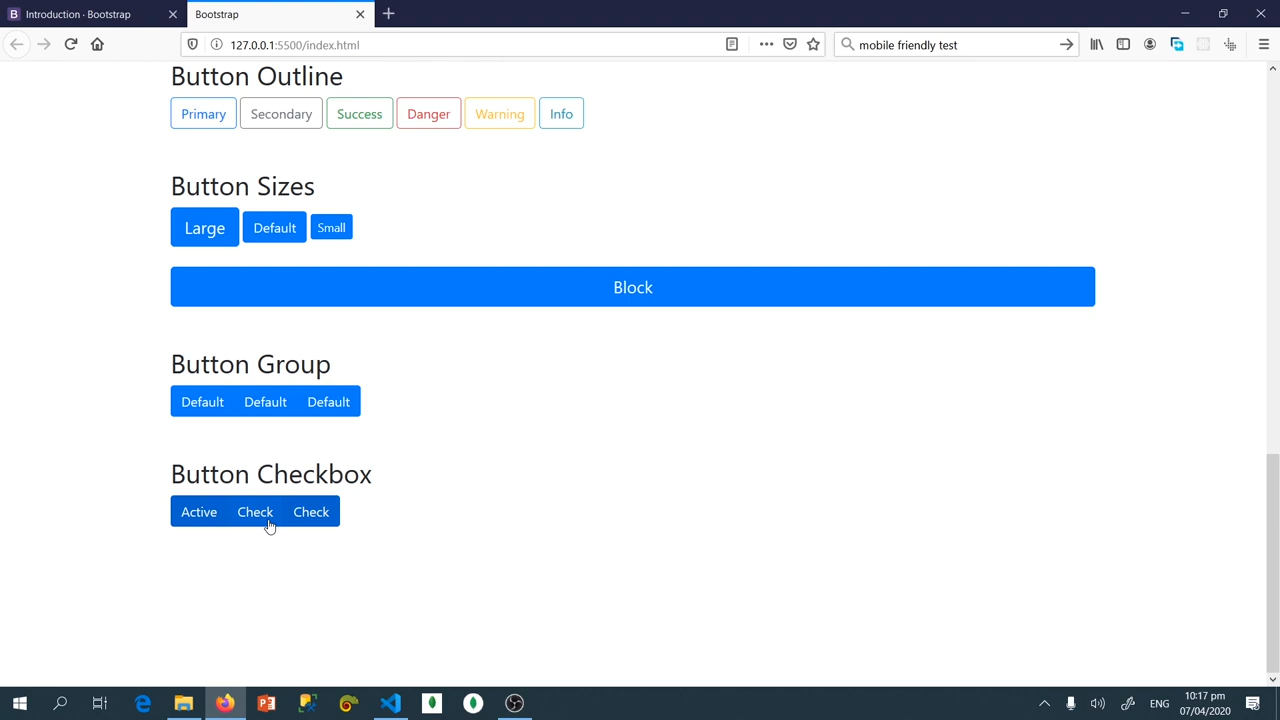 Introduction · Bootstrap
Bootstrap
127.0.0.1:5500/index.html
mobile friendly test
Button Outline
Primary Secondary Success Danger Warning Info
Button Sizes
Large Default Small
Block
Button Group
Default Default Default
Button Checkbox
Active Check Check
ENG
10:17 pm
07/04/2020